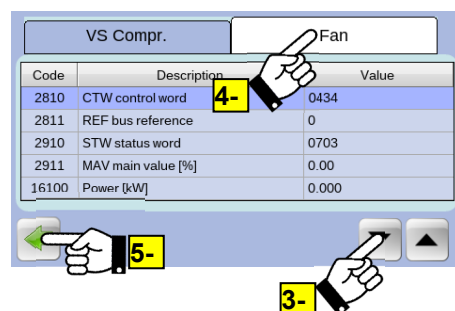 VS Compr.
Fan
Code Description Value
4-
2810 CTW control word 0434
2811 REF bus reference 0
2910 STW status word 0703
2911 MAV main value [%] 0.00
16100 Power [kW] 0.000
5-
3-